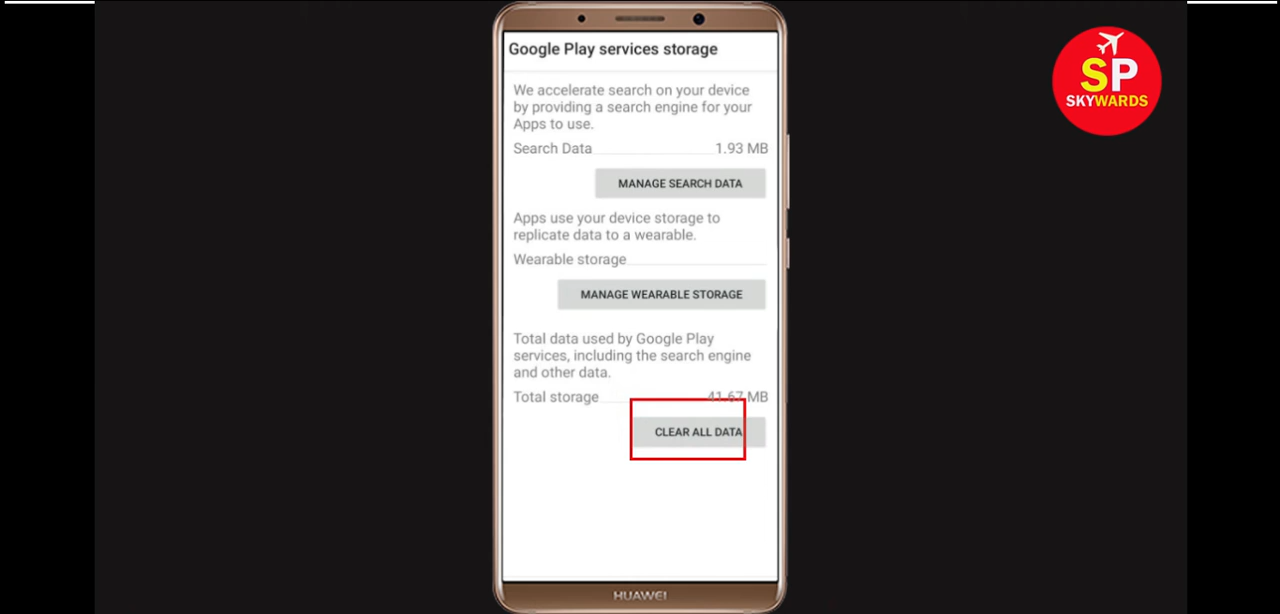 Google Play services storage
We accelerate search on your device
by providing a search engine for your
Apps to use.
Search Data 1.93 MB
MANAGE SEARCH DATA
Apps use your device storage to
replicate data to a wearable.
Wearable storage
MANAGE WEARABLE STORAGE
Total data used by Google Play
services, including the search engine
and other data.
Total storage 41.67 MB
CLEAR ALL DATA
HUAWEI
SP
SKYWARDS